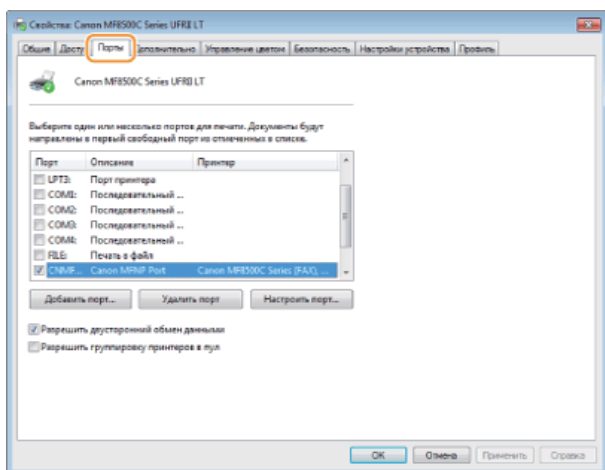 Свойства: Canon MF8500C Series UFRII LT
Общие Доступ Порты Дополнительно Управление цветом Безопасность Настройки устройства Профиль
Canon MF8500C Series UFRII LT
Выберите один или несколько портов для печати. Документы будут
направлены в первый свободный порт из отмеченных в списке.
Порт Описание Принтер
LPT3: Порт принтера
COM1: Последовательный ...
COM2: Последовательный ...
COM3: Последовательный ...
COM4: Последовательный ...
FILE: Печать в файл
CNMF... Canon MFNP Port Canon MF8500C Series (FAX), ...
Добавить порт... Удалить порт Настроить порт...
Разрешить двусторонний обмен данными
Разрешить группировку принтеров в пул
OK Отмена Применить Справка